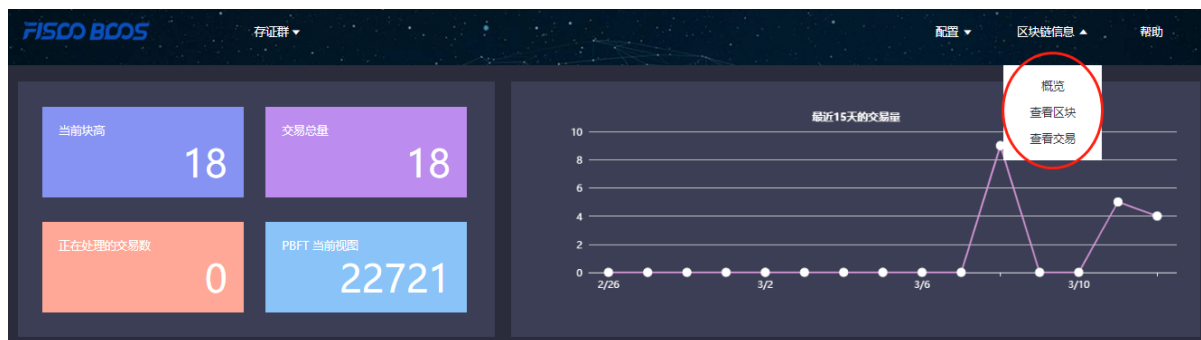 FISCO BCOS
存证群 ▾
配置 ▾
区块链信息 ▴
帮助
概览
查看区块
查看交易
当前块高
18
交易总量
18
正在处理的交易数
0
PBFT 当前视图
22721
最近15天的交易量
10
8
6
4
2
0
2/26
3/2
3/6
3/10